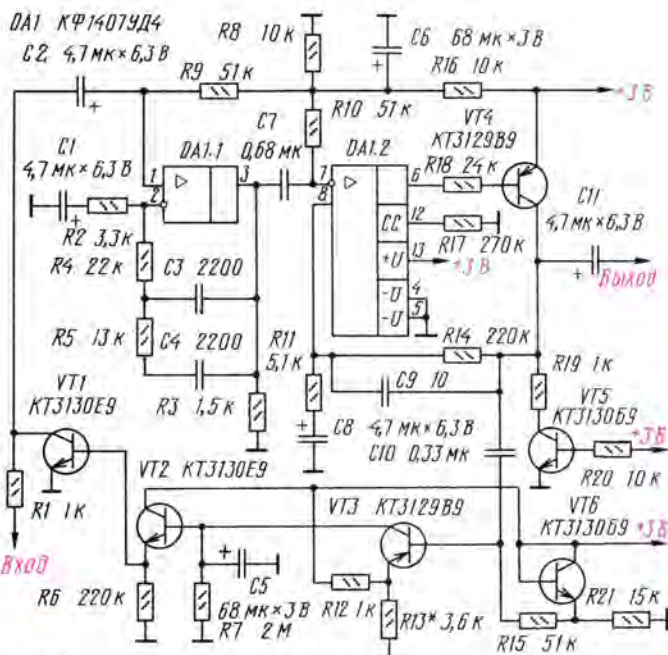 DA1 КФ1407УД4
C2 4,7 мк×6,3 В
R8 10 к
C6 68 мк×3 В
R9 51 к
R16 10 к
+3 В
C7 0,68 мк
R10 51 к
VT4 КТ3129В9
C1 4,7 мк×6,3 В
DA1.1
DA1.2
1
2
3
7
8
6
R18 24 к
C11 4,7 мк×6,3 В
R2 3,3 к
CC
12
R17 270 к
+U
13
+3 В
Выход
R4 22 к
C3 2200
-U
4
-U
5
R5 13 к
C4 2200
R11 5,1 к
R14 220 к
R19 1 к
VT1 КТ3130Е9
R3 1,5 к
C9 10
VT5 КТ3130Б9
C8 4,7 мк×6,3 В
+3 В
VT2 КТ3130Е9
C10 0,33 мк
R20 10 к
R1 1 к
VT3 КТ3129В9
VT6 КТ3130Б9
+3 В
Вход
C5 68 мк×3 В
R6 220 к
R7 2 М
R12 1 к
R13* 3,6 к
R21 15 к
R15 51 к